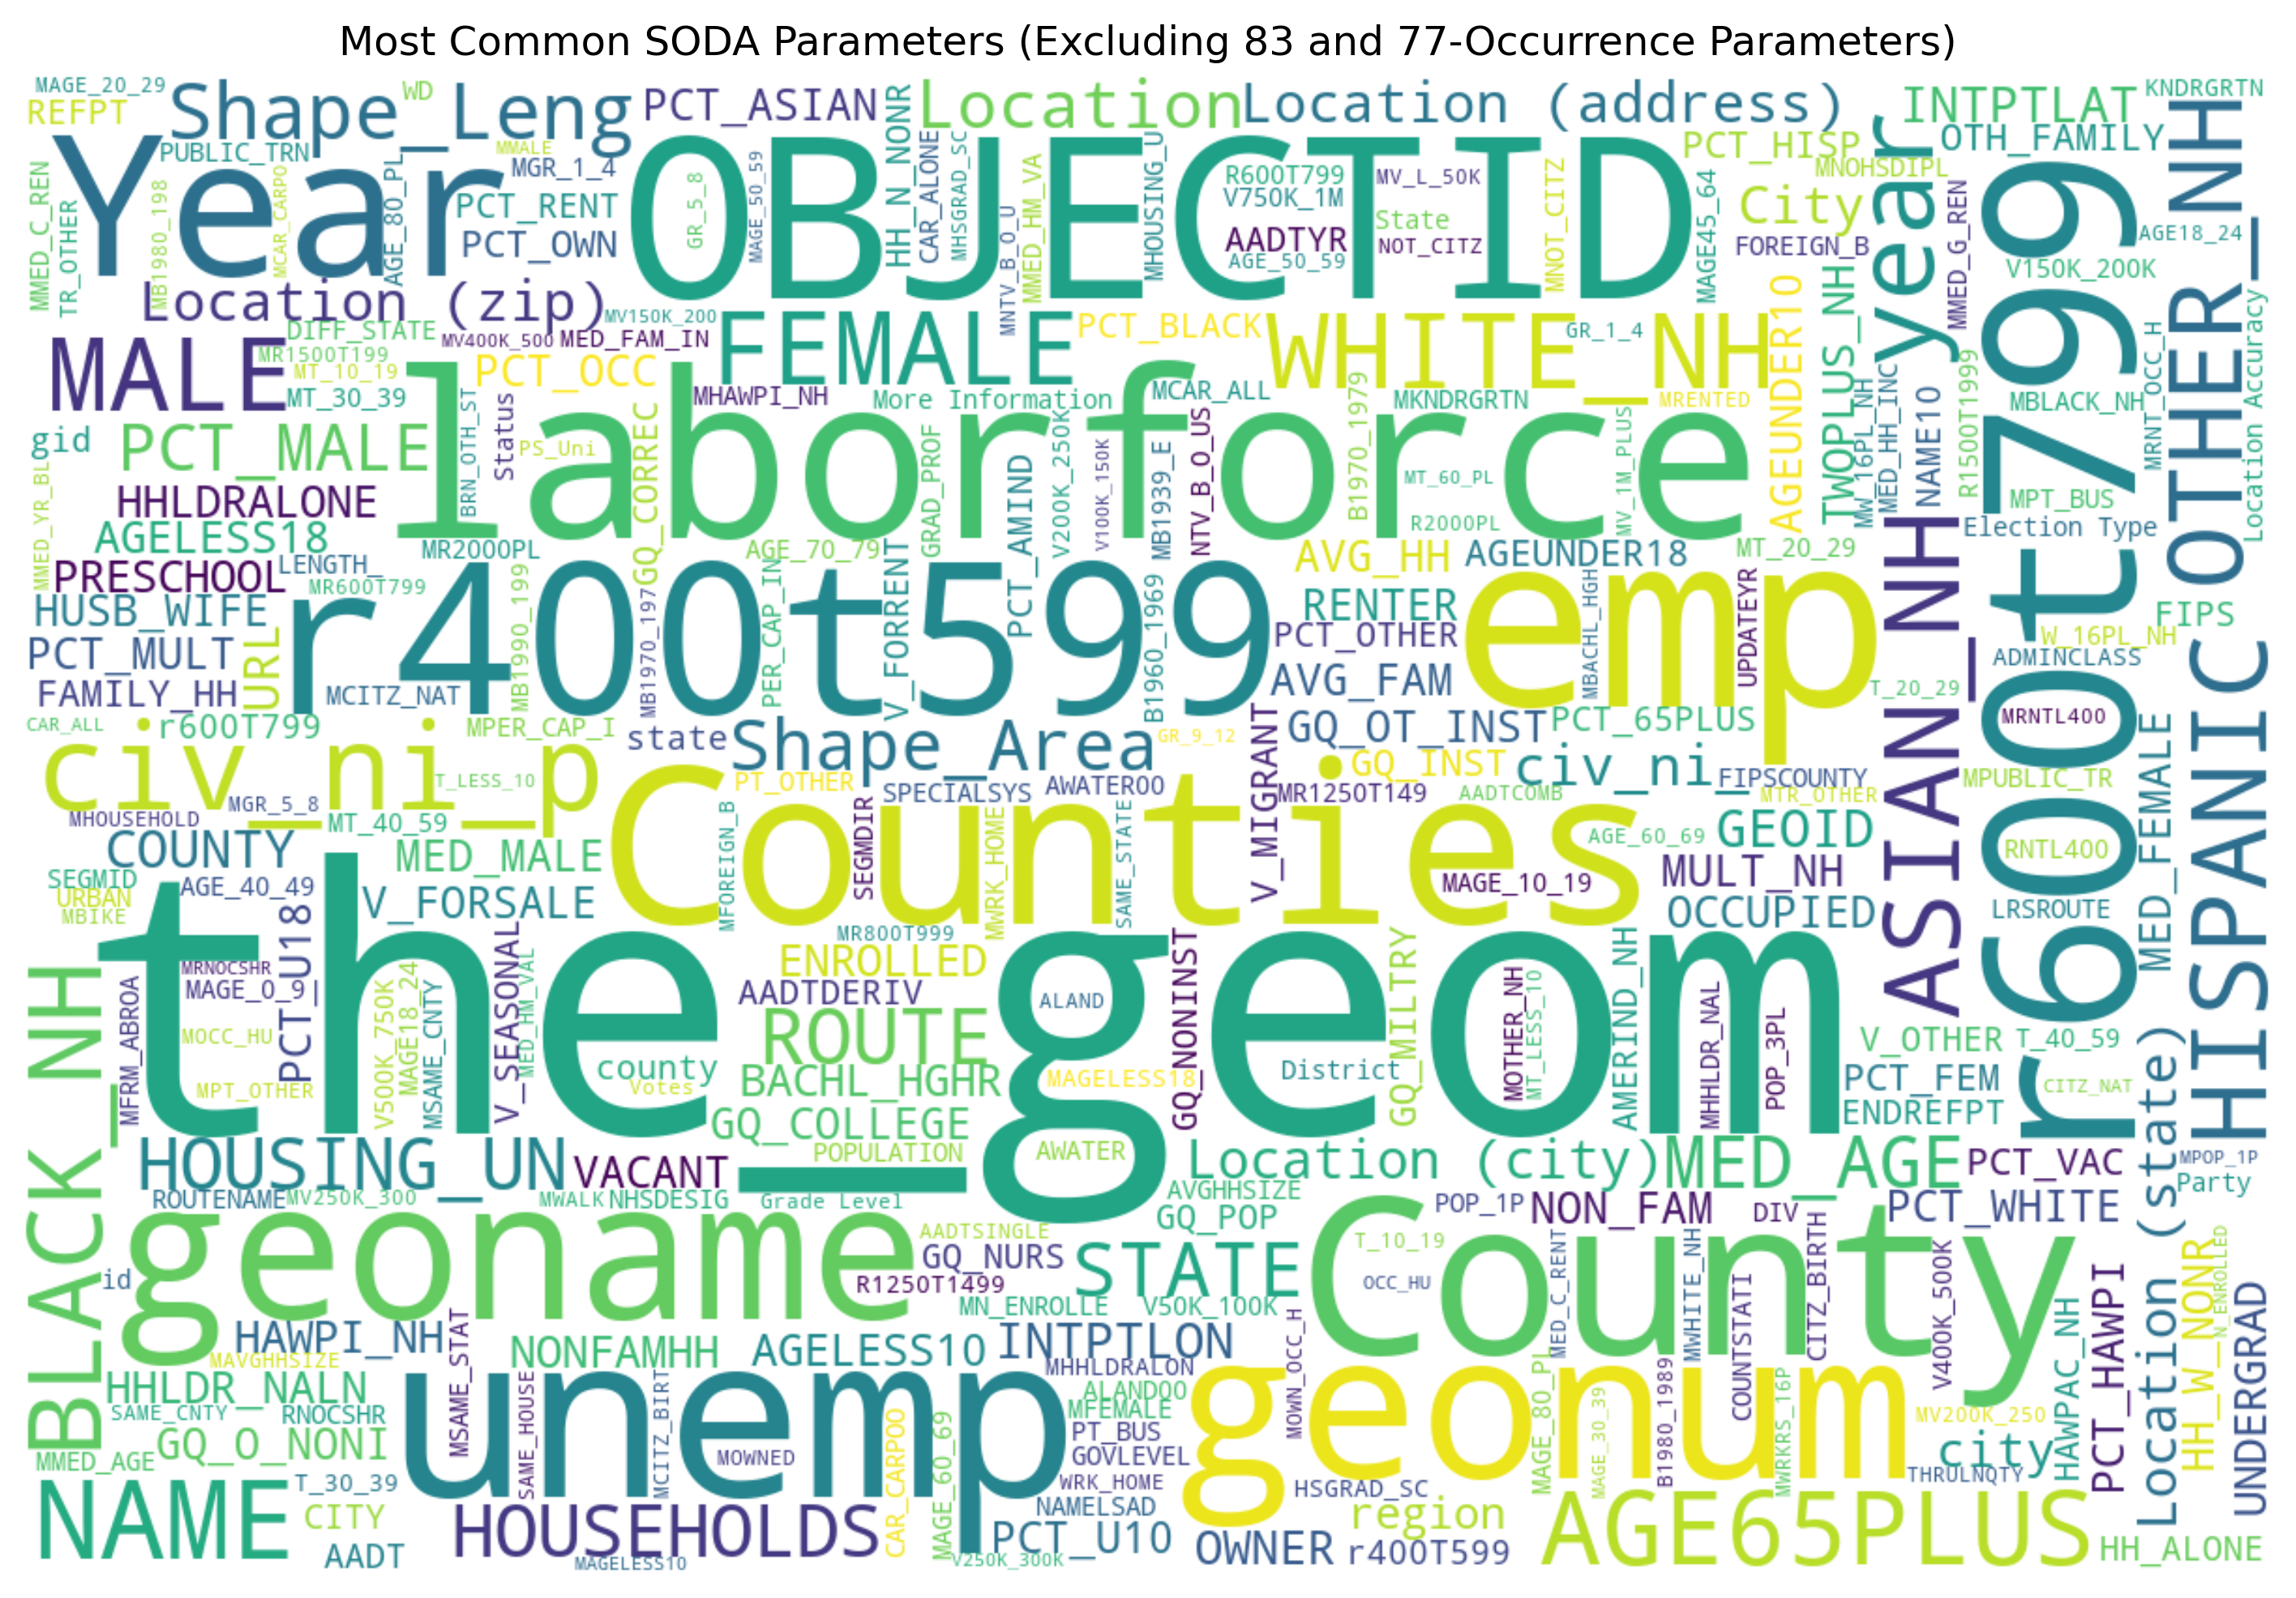 Most Common SODA Parameters (Excluding 83 and 77-Occurrence Parameters)
MAGE_20_29
REFPT
Shape_Leng
WD
PCT_ASIAN
Location
Location (address)
INTPTLAT
KNDRGRTN
OTH_FAMILY
PUBLIC_TRN
MMALE
MGR_1_4
Year
OBJECTID
HH_N_NONR
CAR_ALONE
MHSGRAD_SC
MMED_HM_VA
MHOUSING_U
R600T799
V750K_1M
MV_L_50K
State
AADTYR
NOT_CITZ
AGE_50_59
PCT_HISP
MNOHSDIPL
City
FOREIGN_B
year
MMED_G_REN
AGE18_24
V150K_200K
OTHER_NH
MMED_C_REN
TR_OTHER
MB1980_198
MCAR_CARPO
AGE_80_PL
PCT_RENT
PCT_OWN
GR_5_8
MAGE_50_59
MNTV_B_O_U
MNOT_CITZ
MAGE45_64
Location (zip)
MV150K_200
DIFF_STATE
MV400K_500
MED_FAM_IN
FEMALE
PCT_BLACK
WHITE_NH
GR_1_4
AGEUNDER10
TWOPLUS_NH
MALE
MR1500T199
MT_10_19
MT_30_39
PCT_OCC
MHAWPI_NH
More Information
MCAR_ALL
MKNDRGRTN
MRENTED
MW_16PL_NH
MED_HH_INC
NAME10
R1500T1999
MBLACK_NH
MRNT_OCC_H
Location Accuracy
gid
PCT_MALE
laborforce
BRN_OTH_ST
Status
PS_Uni
GQ_CORREC
GRAD_PROF
V200K_250K
V100K_150K
MB1939_E
NTV_B_O_US
B1970_1979
MT_60_PL
R2000PL
MV_1M_PLUS
MPT_BUS
Election Type
HHLDRALONE
AGELESS18
MMED_YR_BL
PRESCHOOL
LENGTH_
MR2000PL
MR600T799
AGE_70_79
PCT_AMIND
AVG_HH
AGEUNDER18
MT_20_29
r600t799
HUSB_WIFE
r400t599
MB1990_199
MB1970_197
PER_CAP_IN
V_FORRENT
B1960_1969
RENTER
PCT_OTHER
MBACHL_HGH
UPDATEYR
emp
ASIAN_NH
FIPS
W_16PL_NH
ADMINCLASS
PCT_MULT
URL
FAMILY_HH
MCITZ_NAT
AVG_FAM
T_20_29
HISPANIC
CAR_ALL
r600T799
MPER_CAP_I
state
Shape_Area
GR_9_12
V_MIGRANT
GQ_OT_INST
PCT_65PLUS
MRNTL400
civ_ni_p
T_LESS_10
PT_OTHER
SPECIALSYS
AWATER00
GQ_INST
civ_ni_
FIPSCOUNTY
MPUBLIC_TR
MED_FEMALE
MGR_5_8
MHOUSEHOLD
MT_40_59
Counties
MR1250T149
AADTCOMB
MTR_OTHER
COUNTY
MED_MALE
MFOREIGN_B
SEGMDIR
MWRK_HOME
SAME_STATE
AGE_60_69
GEOID
RNTL400
SEGMID
URBAN
MBIKE
AGE_40_49
V_FORSALE
MAGE_10_19
MULT_NH
OCCUPIED
LRSROUTE
MR800T999
the_geom
PCT_U18
MRNOCSHR
MAGE_0_9
MOCC_HU
MPT_OTHER
MFRM_ABROA
V500K_750K
MAGE18_24
MSAME_CNTY
V_SEASONAL
MED_HM_VAL
ENROLLED
AADTDERIV
ALAND
ROUTE
county
Votes
BACHL_HGHR
MAGELESS18
GQ_NONINST
District
GQ_MILTRY
MOTHER_NH
MT_LESS_10
AMERIND_NH
MHHLDR_NAL
POP_3PL
V_OTHER
T_40_59
PCT_FEM
CITZ_NAT
ENDREFPT
BLACK_NH
GQ_COLLEGE
POPULATION
AWATER
HOUSING_UN
VACANT
Location (city)
MED_AGE
PCT_VAC
MPOP_1P
Party
ROUTENAME
MV250K_300
MWALK
NHSDESIG
Grade Level
AVGHHSIZE
GQ_POP
POP_1P
NON_FAM
DIV
PCT_WHITE
Location (state)
geoname
AADTSINGLE
GQ_NURS
R1250T1499
STATE
County
T_10_19
OCC_HU
MED_C_RENT
MWHITE_NH
COUNTSTATI
CITZ_BIRTH
V400K_500K
HH_W_NONR
N_ENROLLED
id
MN_ENROLLE
V50K_100K
PCT_HAWPI
HAWPAC_NH
UNDERGRAD
HAWPI_NH
MAVGHHSIZE
MSAME_STAT
NONFAMHH
AGELESS10
INTPTLON
MOWN_OCC_H
HHLDR_NALN
SAME_CNTY
RNOCSHR
unemp
SAME_HOUSE
MCITZ_BIRT
MOWNED
MHHLDRALON
ALAND00
MFEMALE
PT_BUS
GOVLEVEL
WRK_HOME
geonum
MAGE_80_PL
MAGE_30_39
B1980_1989
MWRKRS_16P
MV200K_250
city
THRULNQTY
GQ_O_NONI
MMED_AGE
T_30_39
NAME
CITY
AADT
HOUSEHOLDS
MAGELESS10
CAR_CARPOO
MAGE_60_69
V250K_300K
NAMELSAD
PCT_U10
HSGRAD_SC
region
OWNER
r400T599
AGE65PLUS
HH_ALONE